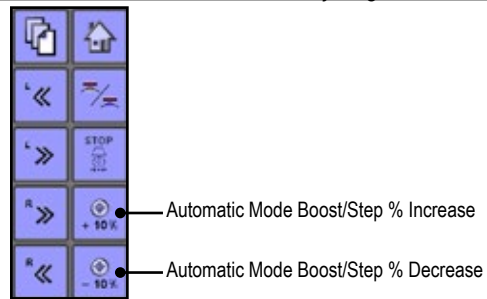 L
L
STOP
R
+ 10%
Automatic Mode Boost/Step % Increase
R
- 10%
Automatic Mode Boost/Step % Decrease